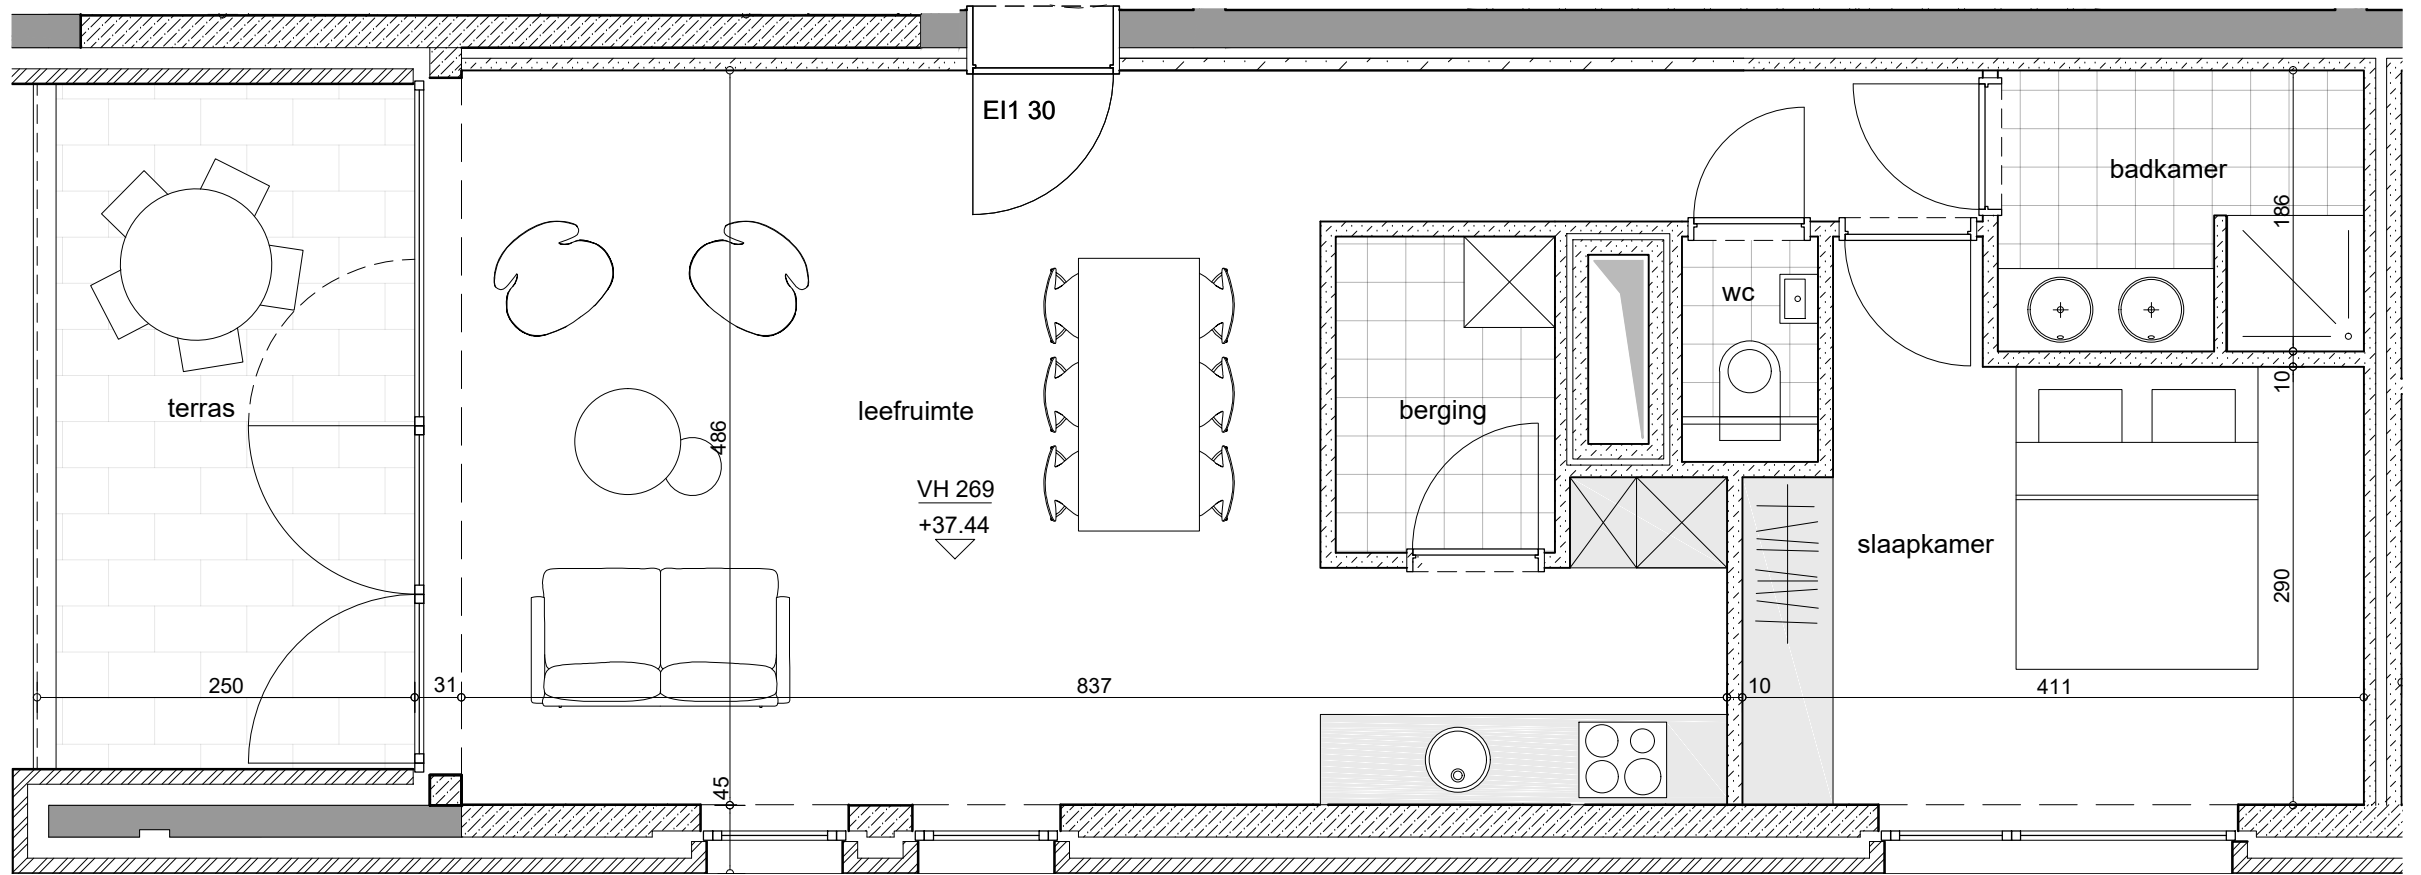 EI1 30
badkamer
186
wc
10
terras
leefruimte
486
berging
VH 269
+37.44
slaapkamer
290
250
31
837
10
411
45